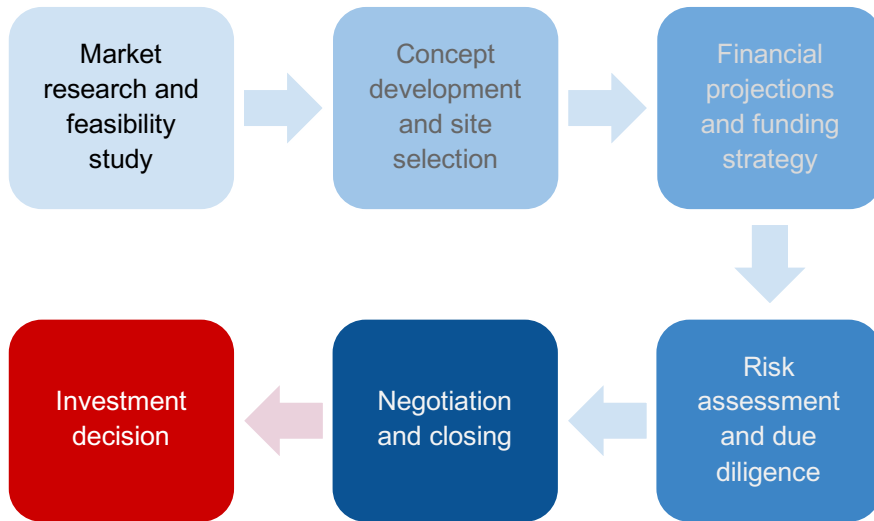 Market
research and
feasibility
study
Concept
development
and site
selection
Financial
projections
and funding
strategy
Risk
assessment
and due
diligence
Negotiation
and closing
Investment
decision